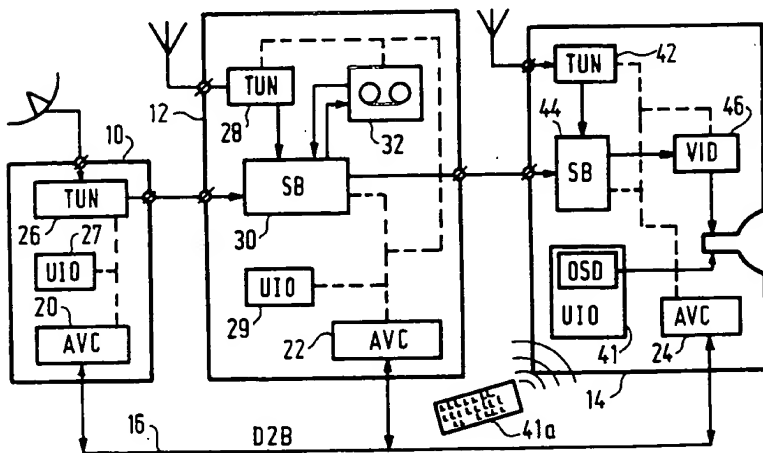 10
TUN
26
27
UIO
20
AVC
12
TUN
28
32
SB
30
UIO
29
22
AVC
42
TUN
44
46
SB
VID
OSD
UIO
41
AVC
24
14
41a
16
D2B